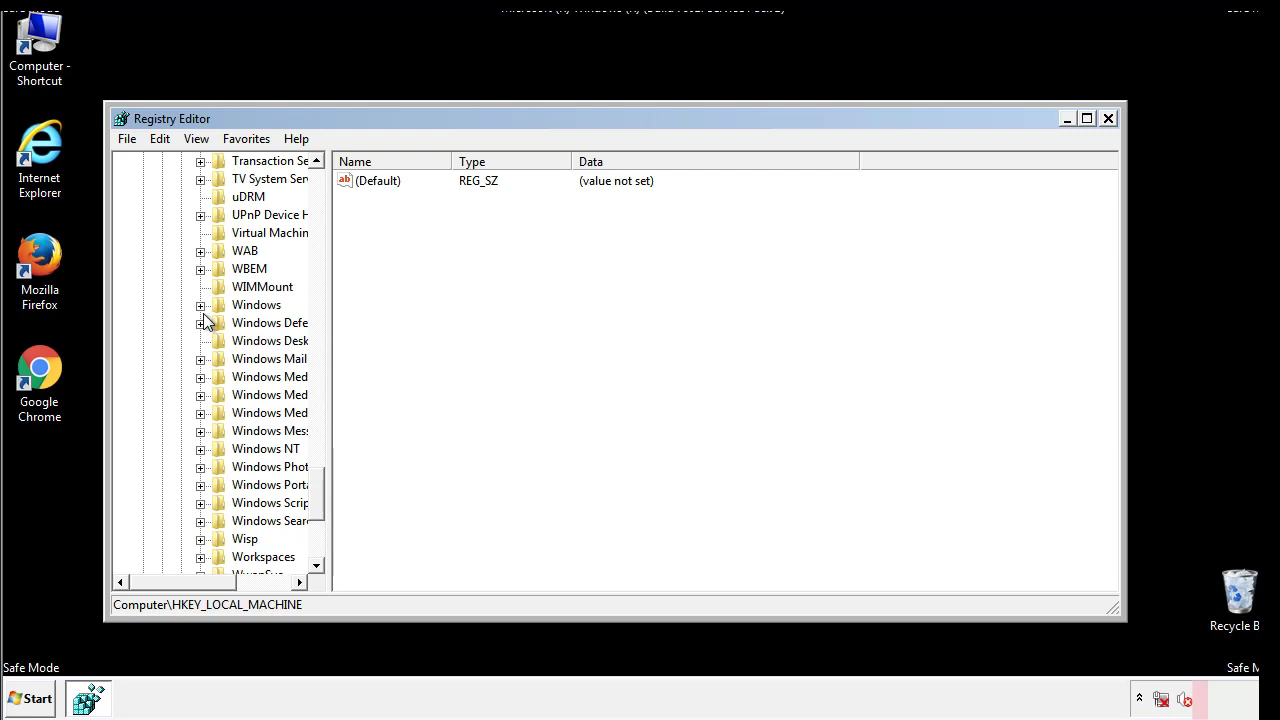 Computer -
Shortcut
Internet
Explorer
Mozilla
Firefox
Google
Chrome
Registry Editor
File Edit View Favorites Help
Transaction Se
TV System Serv
uDRM
UPnP Device H
Virtual Machin
WAB
WBEM
WIMMount
Windows
Windows Defe
Windows Desk
Windows Mail
Windows Med
Windows Med
Windows Med
Windows Mess
Windows NT
Windows Phot
Windows Porta
Windows Scrip
Windows Sear
Wisp
Workspaces
Name Type Data
ab (Default) REG_SZ (value not set)
Computer\HKEY_LOCAL_MACHINE
Recycle B
Safe Mode
Safe M
Start